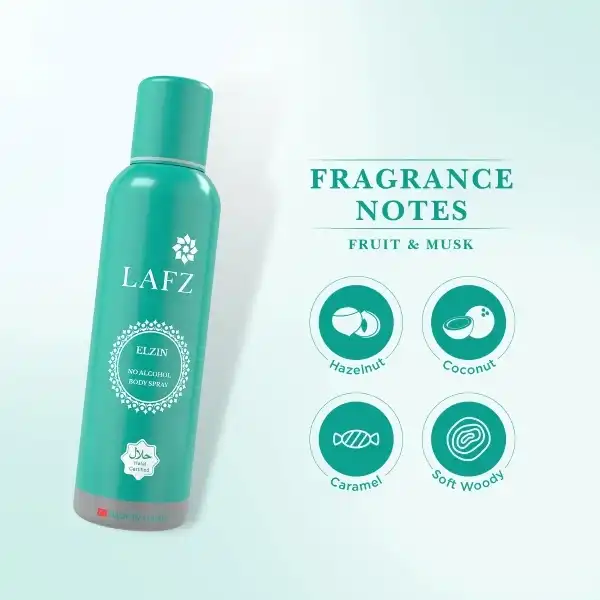 LAFZ
ELZIN
NO ALCOHOL
BODY SPRAY
حلال
Halal
Certified
FRAGRANCE
NOTES
FRUIT & MUSK
Hazelnut
Coconut
Caramel
Soft Woody